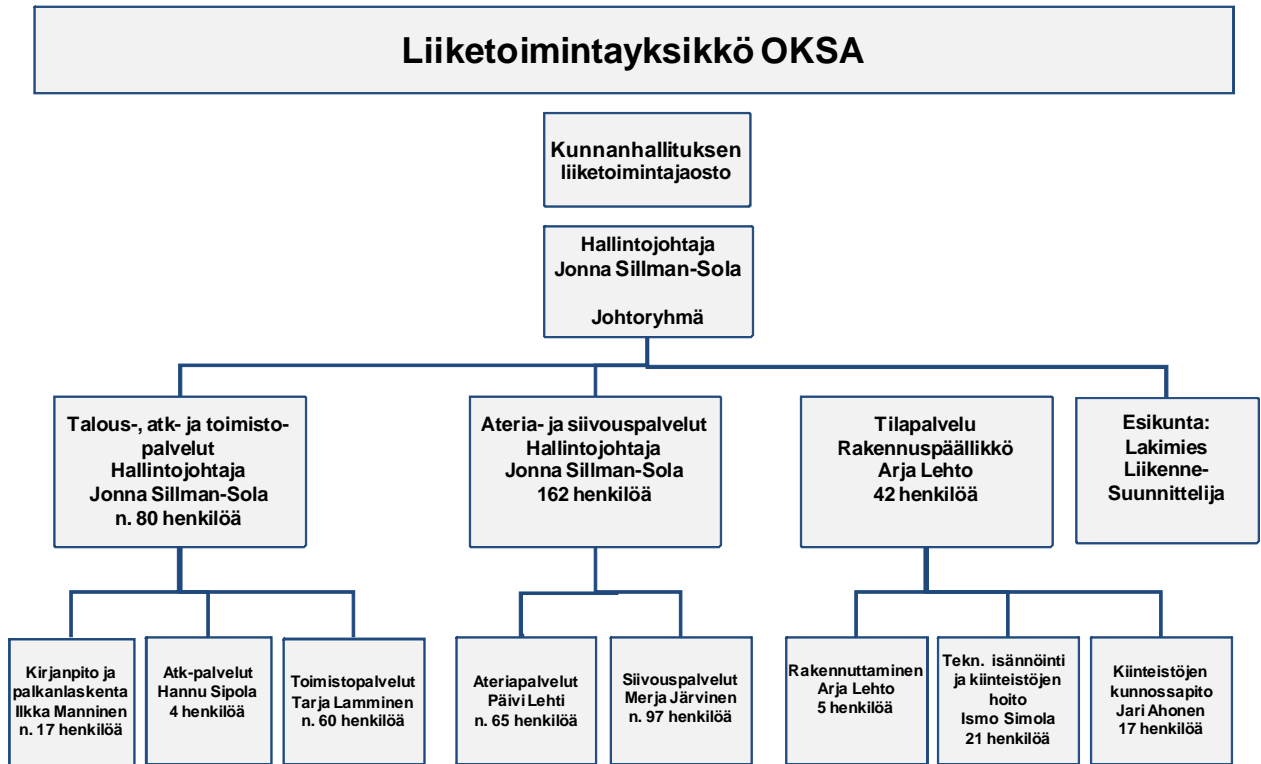 Liiketoimintayksikkö OKSA
Kunnanhallituksen
liiketoimintajaosto
Hallintojohtaja
Jonna Sillman-Sola
Johtoryhmä
Talous-, atk- ja toimisto-
palvelut
Hallintojohtaja
Jonna Sillman-Sola
n. 80 henkilöä
Ateria- ja siivouspalvelut
Hallintojohtaja
Jonna Sillman-Sola
162 henkilöä
Tilapalvelu
Rakennuspäällikkö
Arja Lehto
42 henkilöä
Esikunta:
Lakimies
Liikenne-
Suunnittelija
Kirjanpito ja
palkanlaskenta
Ilkka Manninen
n. 17 henkilöä
Atk-palvelut
Hannu Sipola
4 henkilöä
Toimistopalvelut
Tarja Lamminen
n. 60 henkilöä
Ateriapalvelut
Päivi Lehti
n. 65 henkilöä
Siivouspalvelut
Merja Järvinen
n. 97 henkilöä
Rakennuttaminen
Arja Lehto
5 henkilöä
Tekn. isännöinti
ja kiinteistöjen
hoito
Ismo Simola
21 henkilöä
Kiinteistöjen
kunnossapito
Jari Ahonen
17 henkilöä